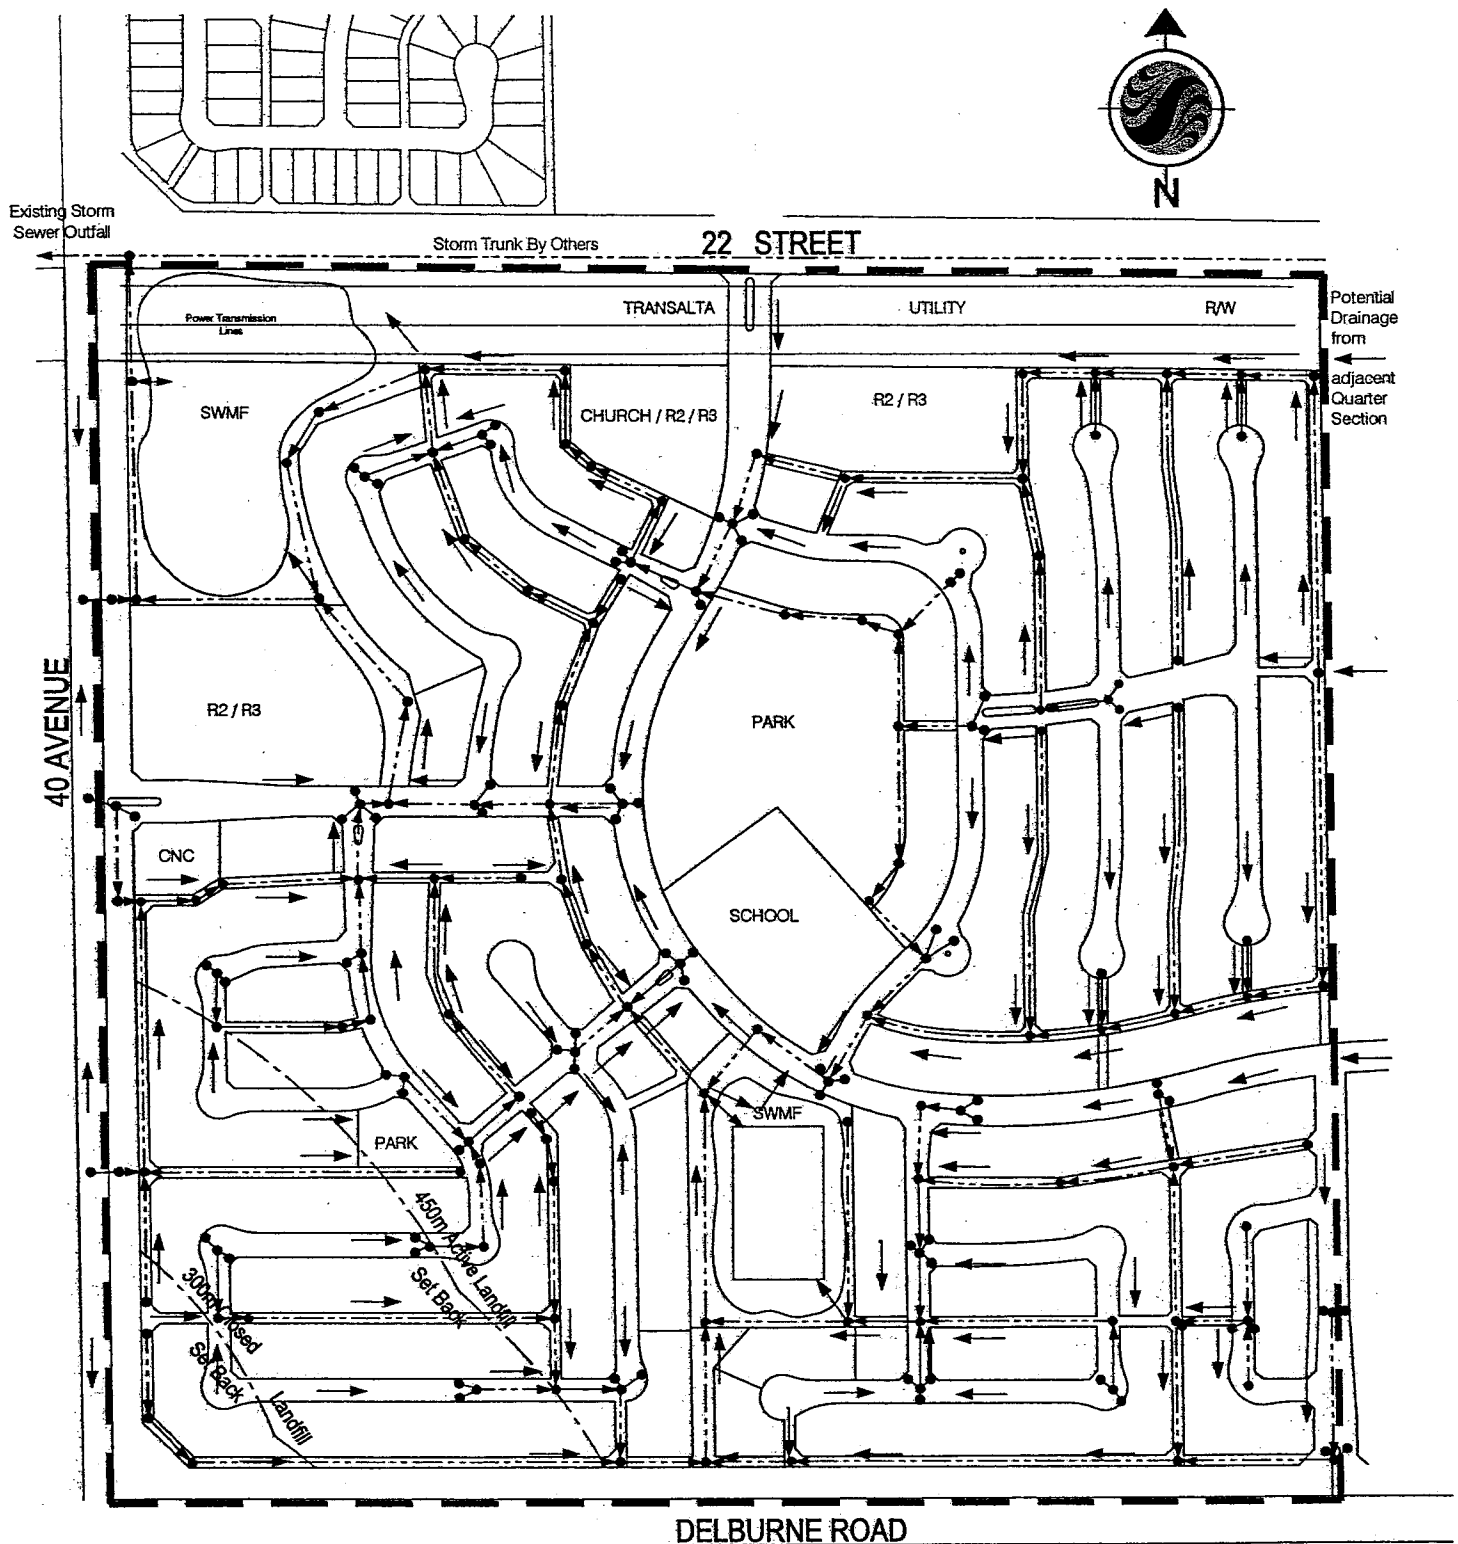 N
Existing Storm
Sewer Outfall
Storm Trunk By Others
22 STREET
Power Transmission
Lines
TRANSALTA
UTILITY
R/W
Potential
Drainage
from
adjacent
Quarter
Section
SWMF
CHURCH / R2 / R3
R2 / R3
40 AVENUE
R2 / R3
PARK
CNC
SCHOOL
SWMF
PARK
450m Active Landfill
Set Back
300m Closed
Landfill
Set Back
DELBURNE ROAD